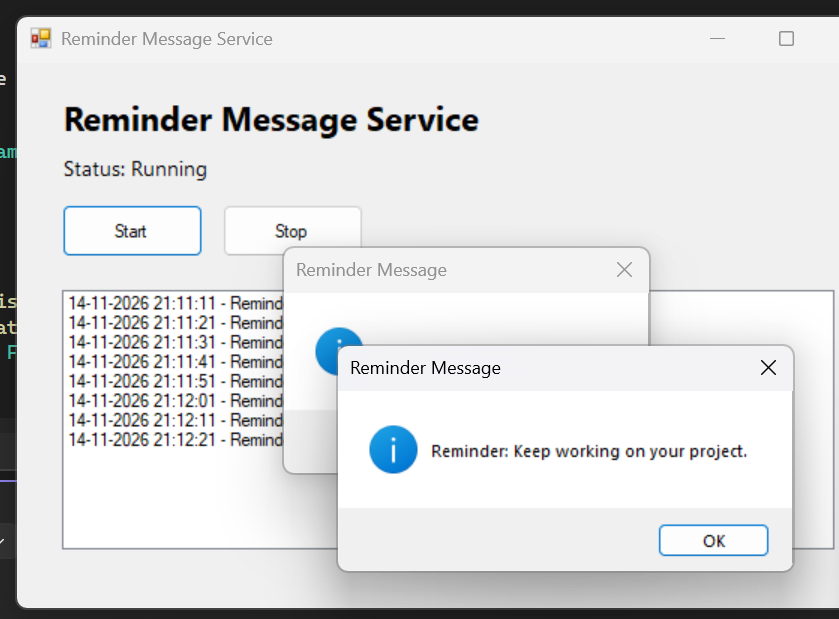 Reminder Message Service
Reminder Message Service
Status: Running
Start
Stop
Reminder Message
14-11-2026 21:11:11 - Remind
14-11-2026 21:11:21 - Remind
14-11-2026 21:11:31 - Remind
14-11-2026 21:11:41 - Remind
14-11-2026 21:11:51 - Remind
14-11-2026 21:12:01 - Remind
14-11-2026 21:12:11 - Remind
14-11-2026 21:12:21 - Remind
Reminder Message
Reminder: Keep working on your project.
OK